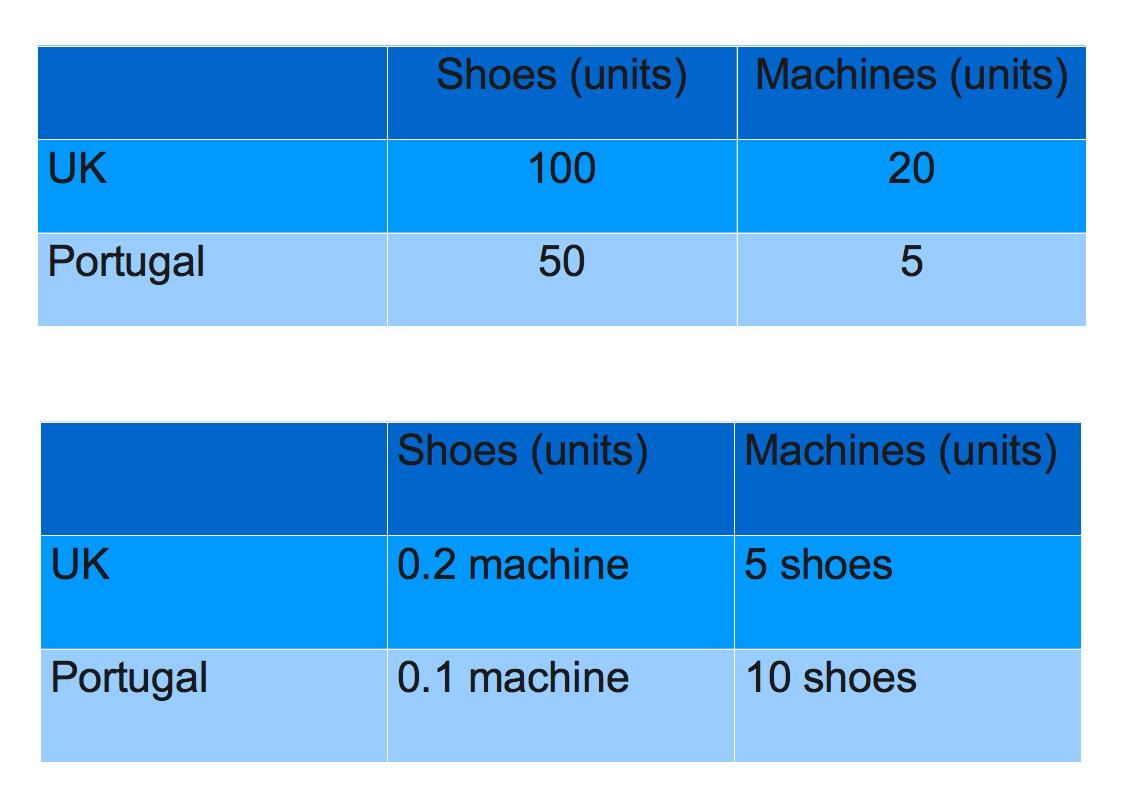 Shoes (units) Machines (units)
UK 100 20
Portugal 50 5
Shoes (units) Machines (units)
UK 0.2 machine 5 shoes
Portugal 0.1 machine 10 shoes